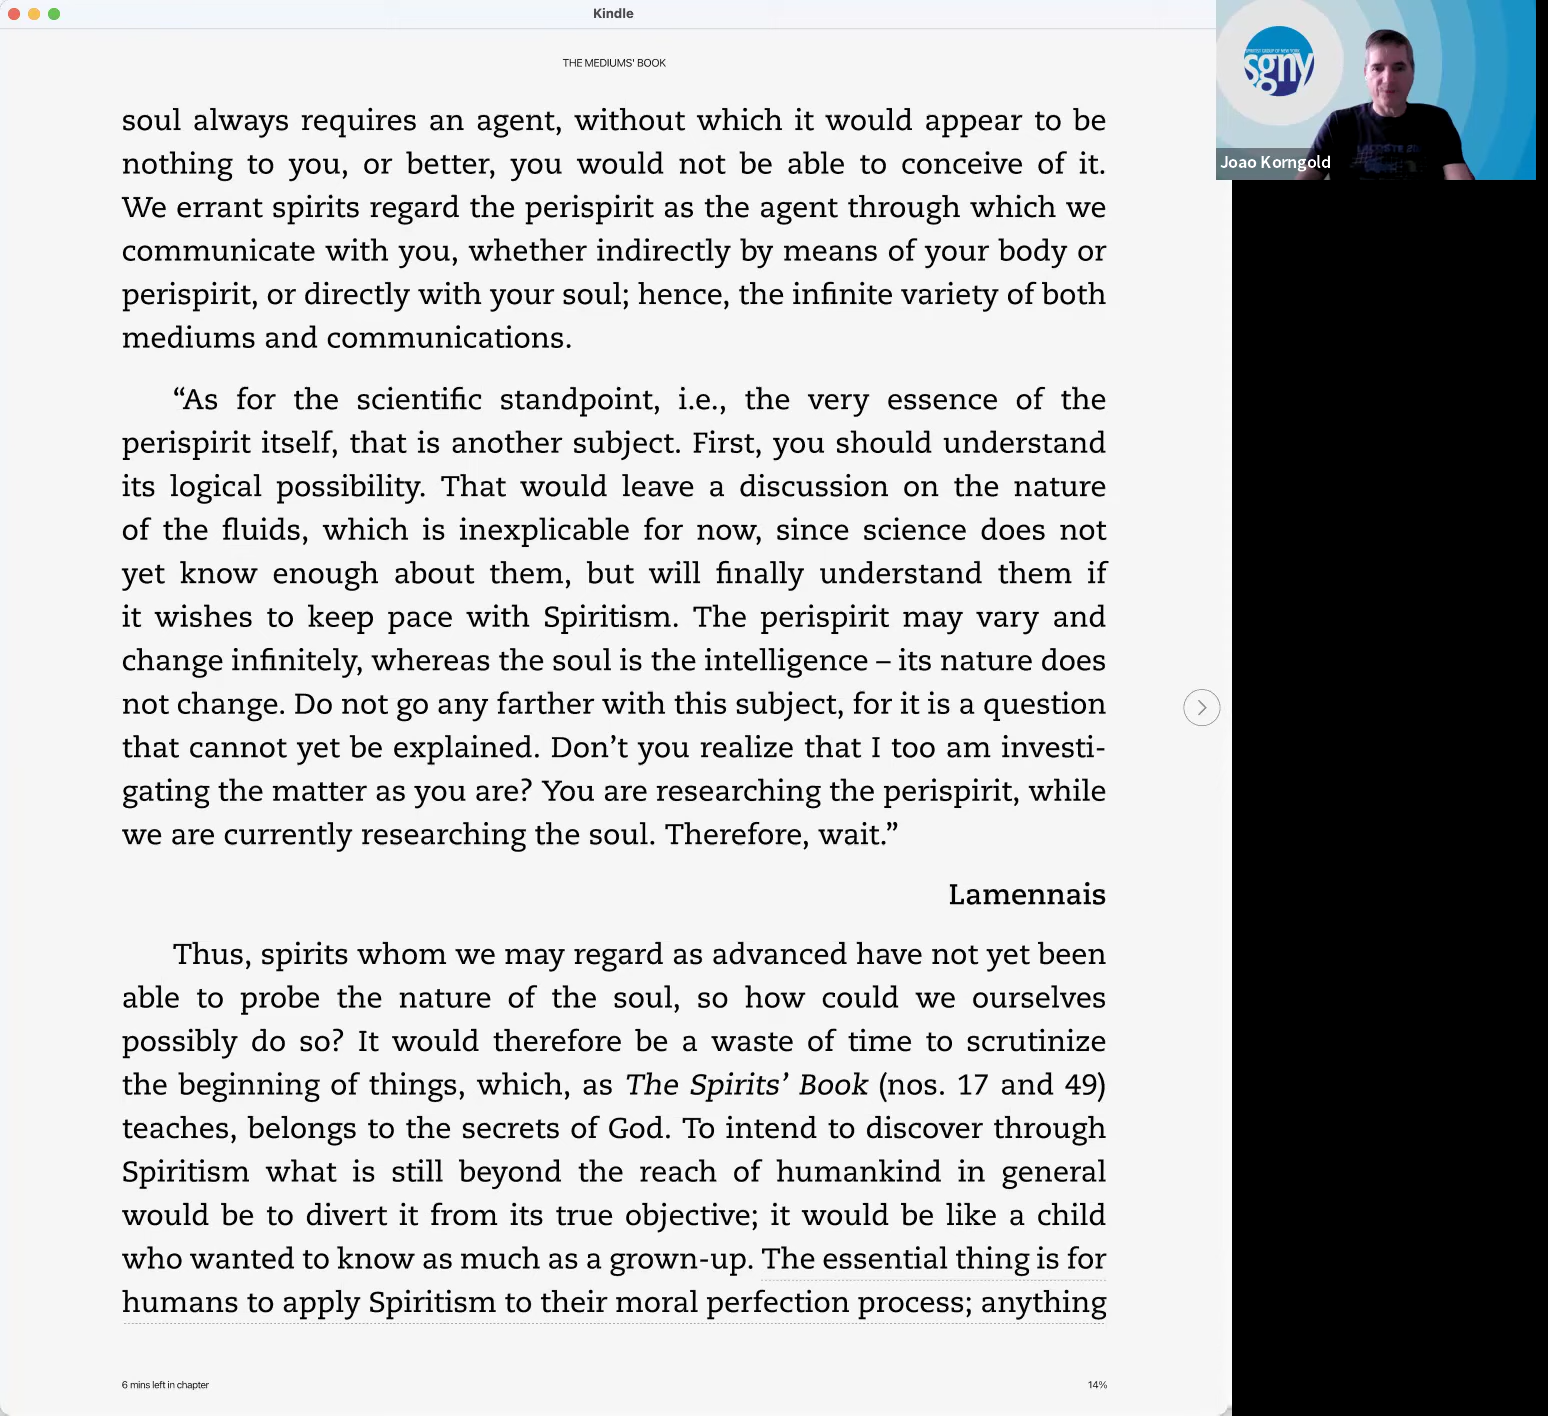 Kindle
THE MEDIUMS' BOOK
soul always requires an agent, without which it would appear to be
nothing to you, or better, you would not be able to conceive of it.
We errant spirits regard the perispirit as the agent through which we
communicate with you, whether indirectly by means of your body or
perispirit, or directly with your soul; hence, the infinite variety of both
mediums and communications.
“As for the scientific standpoint, i.e., the very essence of the
perispirit itself, that is another subject. First, you should understand
its logical possibility. That would leave a discussion on the nature
of the fluids, which is inexplicable for now, since science does not
yet know enough about them, but will finally understand them if
it wishes to keep pace with Spiritism. The perispirit may vary and
change infinitely, whereas the soul is the intelligence – its nature does
not change. Do not go any farther with this subject, for it is a question
that cannot yet be explained. Don’t you realize that I too am investi-
gating the matter as you are? You are researching the perispirit, while
we are currently researching the soul. Therefore, wait.”
Lamennais
Thus, spirits whom we may regard as advanced have not yet been
able to probe the nature of the soul, so how could we ourselves
possibly do so? It would therefore be a waste of time to scrutinize
the beginning of things, which, as The Spirits’ Book (nos. 17 and 49)
teaches, belongs to the secrets of God. To intend to discover through
Spiritism what is still beyond the reach of humankind in general
would be to divert it from its true objective; it would be like a child
who wanted to know as much as a grown-up. The essential thing is for
humans to apply Spiritism to their moral perfection process; anything
6 mins left in chapter
14%
sgny
Joao Korngold